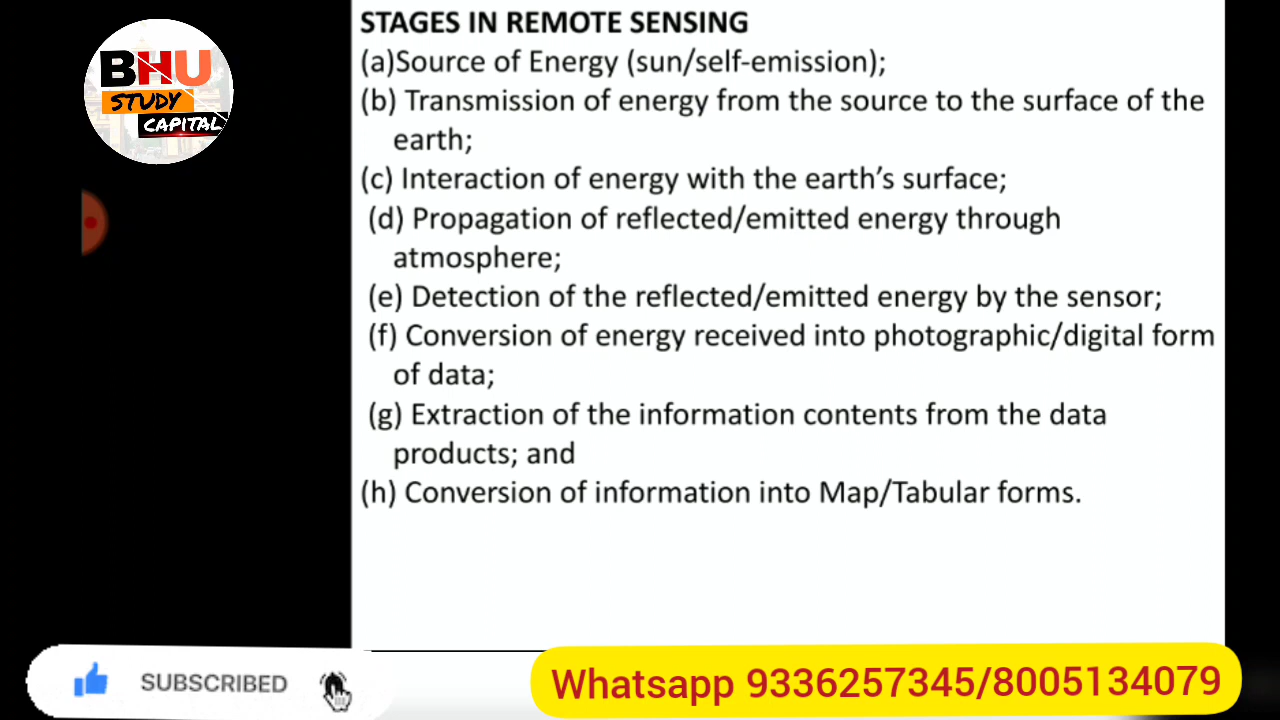 BHU
STUDY
CAPITAL
STAGES IN REMOTE SENSING
(a)Source of Energy (sun/self-emission);
(b) Transmission of energy from the source to the surface of the
earth;
(c) Interaction of energy with the earth’s surface;
(d) Propagation of reflected/emitted energy through
atmosphere;
(e) Detection of the reflected/emitted energy by the sensor;
(f) Conversion of energy received into photographic/digital form
of data;
(g) Extraction of the information contents from the data
products; and
(h) Conversion of information into Map/Tabular forms.
SUBSCRIBED
Whatsapp 9336257345/8005134079